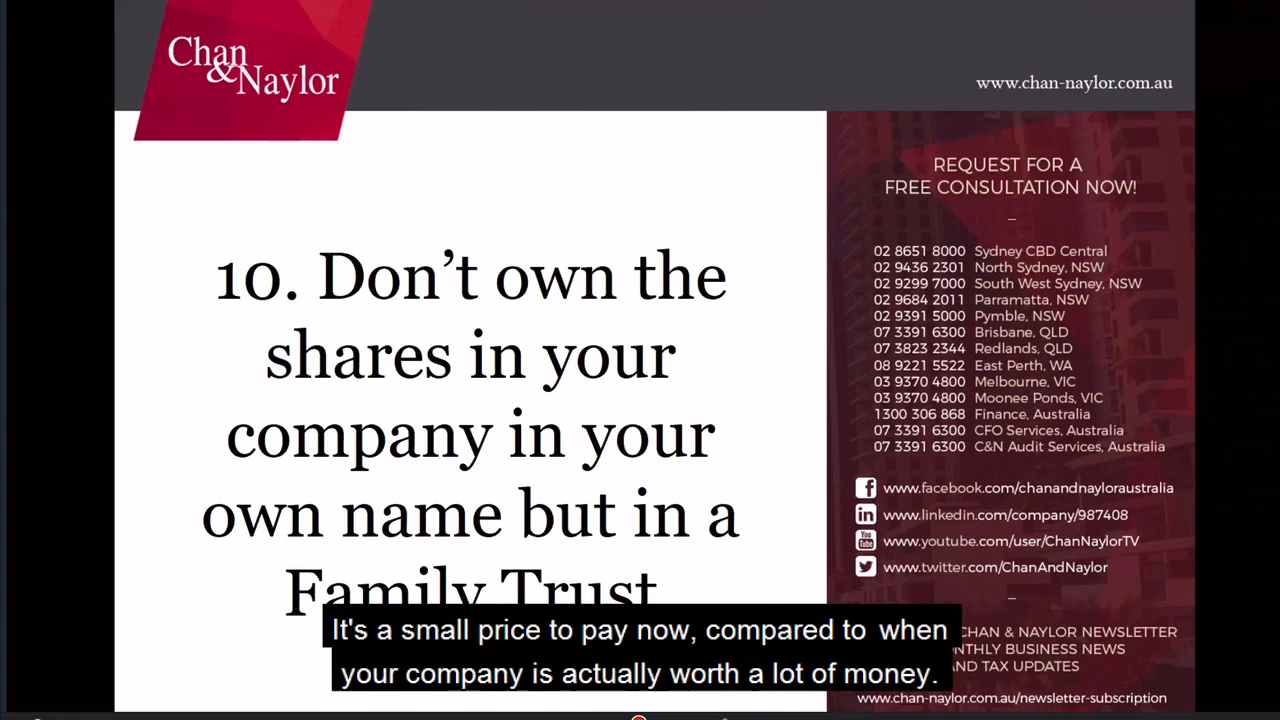 Chan
&Naylor
www.chan-naylor.com.au
10. Don’t own the
shares in your
company in your
own name but in a
Family Trust
REQUEST FOR A
FREE CONSULTATION NOW!
02 8651 8000 Sydney CBD Central
02 9436 2301 North Sydney, NSW
02 9299 7000 South West Sydney, NSW
02 9684 2011 Parramatta, NSW
02 9391 5000 Pymble, NSW
07 3391 6300 Brisbane, QLD
07 3823 2344 Redlands, QLD
08 9221 5522 East Perth, WA
03 9370 4800 Melbourne, VIC
03 9370 4800 Moonee Ponds, VIC
1300 306 868 Finance, Australia
07 3391 6300 CFO Services, Australia
07 3391 6300 C&N Audit Services, Australia
www.facebook.com/chanandnayloraustralia
www.linkedin.com/company/987408
You Tube www.youtube.com/user/ChanNaylorTV
www.twitter.com/ChanAndNaylor
CHAN & NAYLOR NEWSLETTER
BUSINESS NEWS
TAX UPDATES
www.chan-naylor.com.au/newsletter-subscription
It's a small price to pay now, compared to when
your company is actually worth a lot of money.